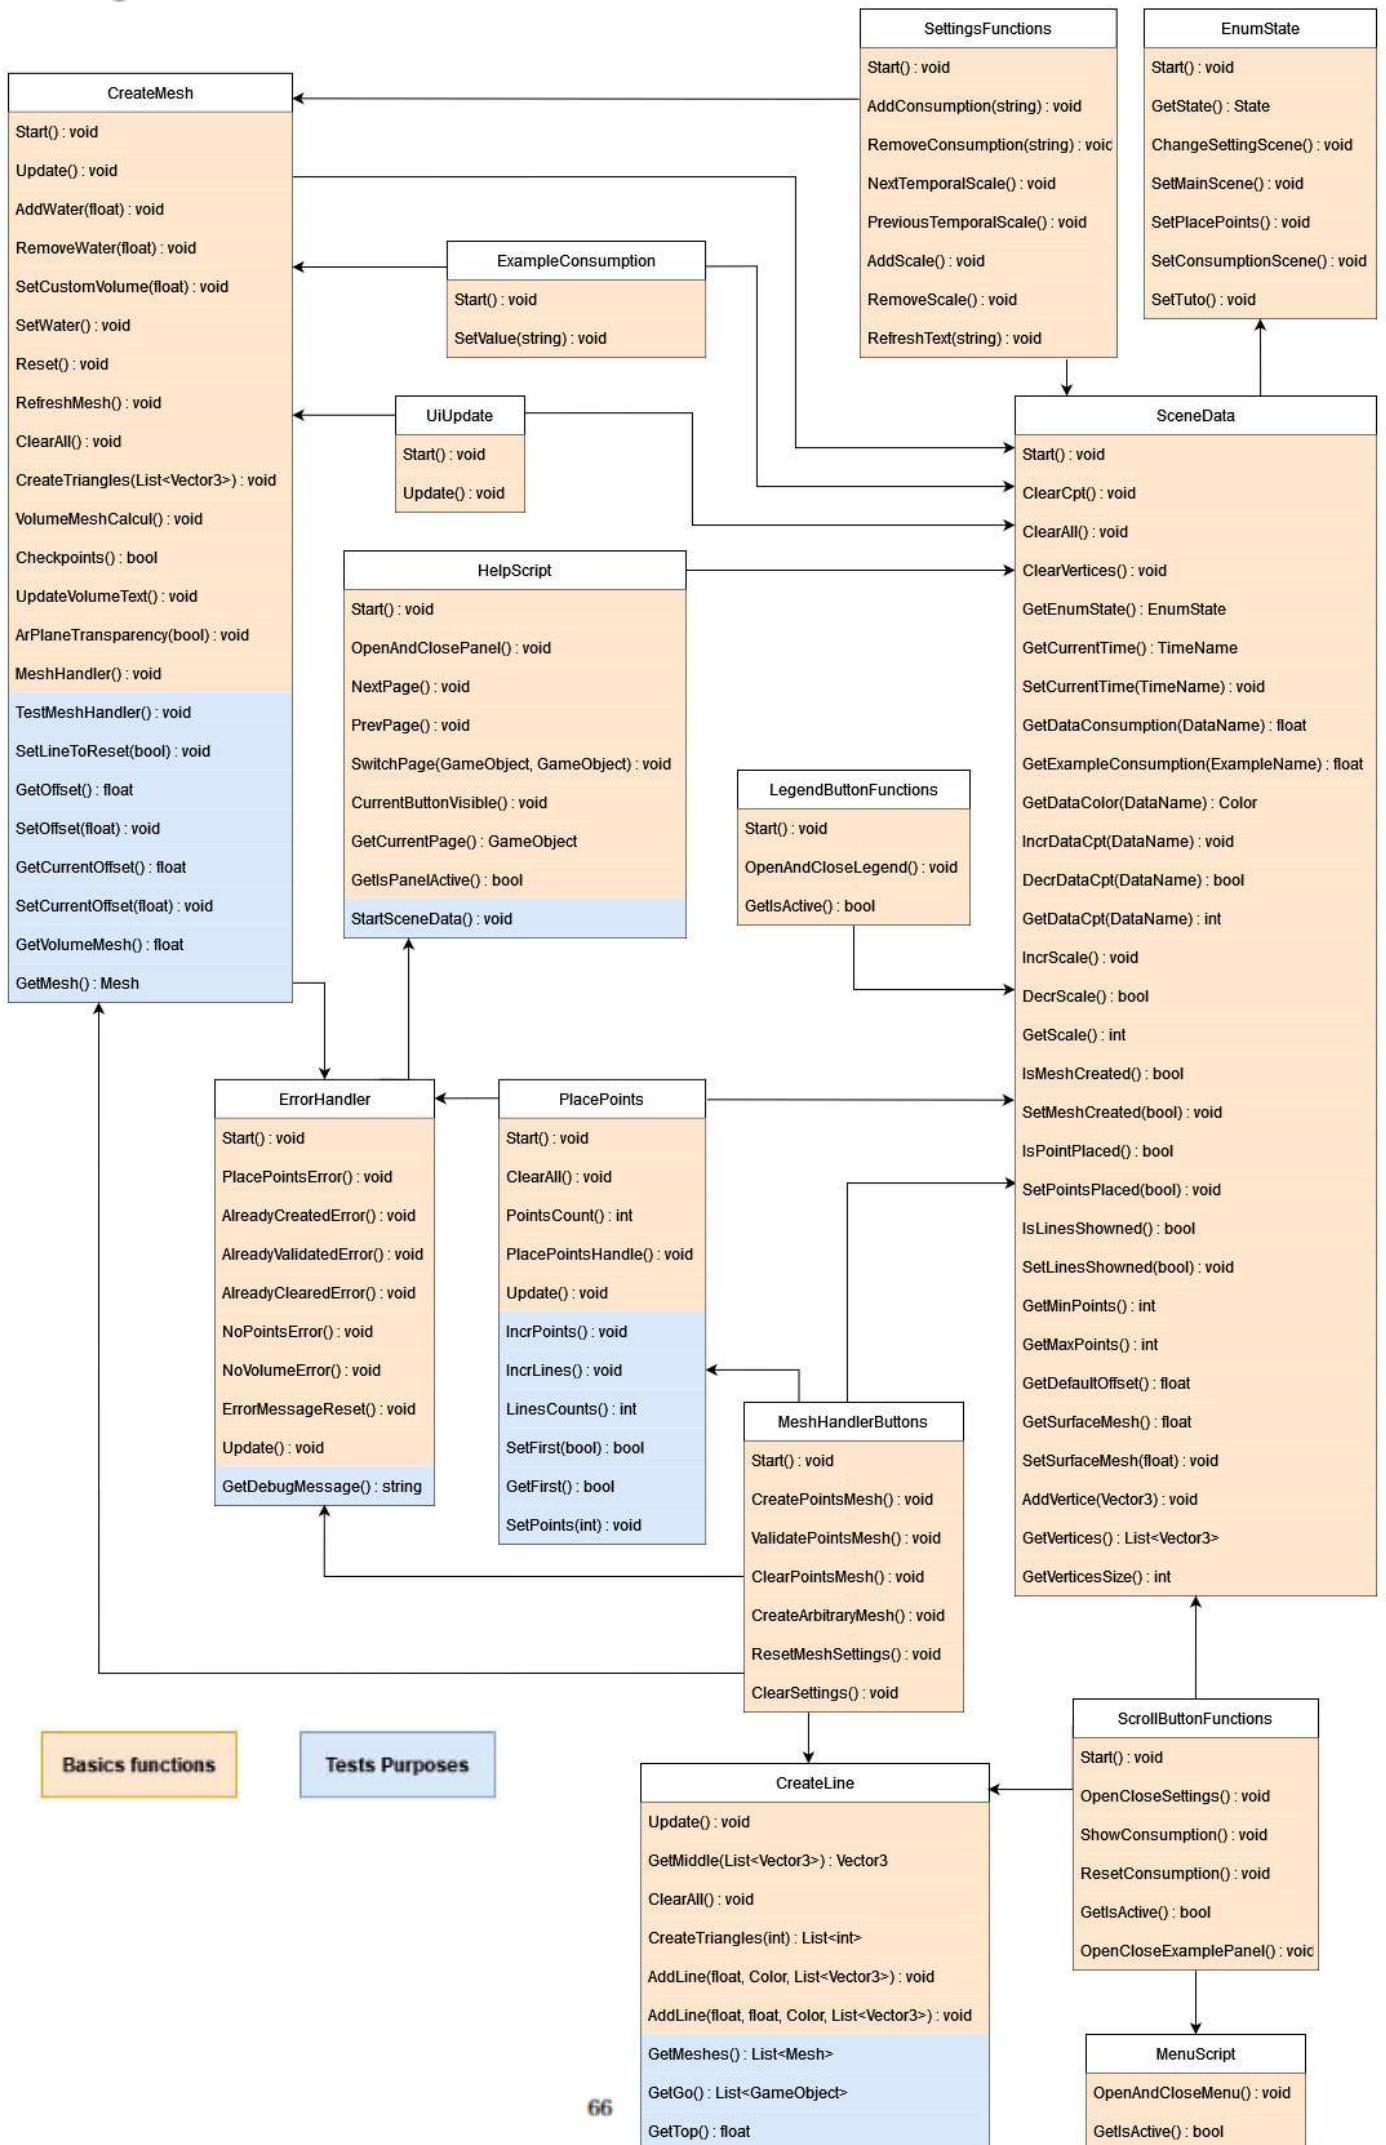 SettingsFunctions
Start() : void
AddConsumption(string) : void
RemoveConsumption(string) : void
NextTemporalScale() : void
PreviousTemporalScale() : void
AddScale() : void
RemoveScale() : void
RefreshText(string) : void
EnumState
Start() : void
GetState() : State
ChangeSettingScene() : void
SetMainScene() : void
SetPlacePoints() : void
SetConsumptionScene() : void
SetTuto() : void
CreateMesh
Start() : void
Update() : void
AddWater(float) : void
RemoveWater(float) : void
SetCustomVolume(float) : void
SetWater() : void
Reset() : void
RefreshMesh() : void
ClearAll() : void
CreateTriangles(List<Vector3>) : void
VolumeMeshCalcul() : void
Checkpoints() : bool
UpdateVolumeText() : void
ArPlaneTransparency(bool) : void
MeshHandler() : void
TestMeshHandler() : void
SetLineToReset(bool) : void
GetOffset() : float
SetOffset(float) : void
GetCurrentOffset() : float
SetCurrentOffset(float) : void
GetVolumeMesh() : float
GetMesh() : Mesh
ExampleConsumption
Start() : void
SetValue(string) : void
UiUpdate
Start() : void
Update() : void
HelpScript
Start() : void
OpenAndClosePanel() : void
NextPage() : void
PrevPage() : void
SwitchPage(GameObject, GameObject) : void
CurrentButtonVisible() : void
GetCurrentPage() : GameObject
GetIsPanelActive() : bool
StartSceneData() : void
LegendButtonFunctions
Start() : void
OpenAndCloseLegend() : void
GetIsActive() : bool
SceneData
Start() : void
ClearCpt() : void
ClearAll() : void
ClearVertices() : void
GetEnumState() : EnumState
GetCurrentTime() : TimeName
SetCurrentTime(TimeName) : void
GetDataConsumption(DataName) : float
GetExampleConsumption(ExampleName) : float
GetDataColor(DataName) : Color
IncrDataCpt(DataName) : void
DecrDataCpt(DataName) : bool
GetDataCpt(DataName) : int
IncrScale() : void
DecrScale() : bool
GetScale() : int
IsMeshCreated() : bool
SetMeshCreated(bool) : void
IsPointPlaced() : bool
SetPointsPlaced(bool) : void
IsLinesShowned() : bool
SetLinesShowned(bool) : void
GetMinPoints() : int
GetMaxPoints() : int
GetDefaultOffset() : float
GetSurfaceMesh() : float
SetSurfaceMesh(float) : void
AddVertice(Vector3) : void
GetVertices() : List<Vector3>
GetVerticesSize() : int
ErrorHandler
Start() : void
PlacePointsError() : void
AlreadyCreatedError() : void
AlreadyValidatedError() : void
AlreadyClearedError() : void
NoPointsError() : void
NoVolumeError() : void
ErrorMessageReset() : void
Update() : void
GetDebugMessage() : string
PlacePoints
Start() : void
ClearAll() : void
PointsCount() : int
PlacePointsHandle() : void
Update() : void
IncrPoints() : void
IncrLines() : void
LinesCounts() : int
SetFirst(bool) : bool
GetFirst() : bool
SetPoints(int) : void
MeshHandlerButtons
Start() : void
CreatePointsMesh() : void
ValidatePointsMesh() : void
ClearPointsMesh() : void
CreateArbitraryMesh() : void
ResetMeshSettings() : void
ClearSettings() : void
Basics functions
Tests Purposes
CreateLine
Update() : void
GetMiddle(List<Vector3>) : Vector3
ClearAll() : void
CreateTriangles(int) : List<int>
AddLine(float, Color, List<Vector3>) : void
AddLine(float, float, Color, List<Vector3>) : void
GetMeshes() : List<Mesh>
GetGo() : List<GameObject>
GetTop() : float
ScrollButtonFunctions
Start() : void
OpenCloseSettings() : void
ShowConsumption() : void
ResetConsumption() : void
GetIsActive() : bool
OpenCloseExamplePanel() : void
MenuScript
OpenAndCloseMenu() : void
GetIsActive() : bool
66